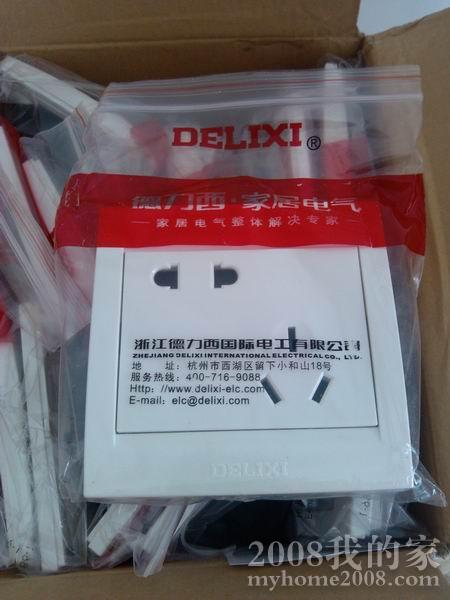 DELIXI®
德力西·家居电气
家居电气整体解决专家
浙江德力西国际电工有限公司
ZHEJIANG DELIXI INTERNATIONAL ELECTRICAL CO., LTD.
地 址:杭州市西湖区留下小和山18号
服务热线:400-716-9088
Http://www.delixi-elc.com
E-mail: elc@delixi.com
DELIXI
2008我的家
myhome2008.com